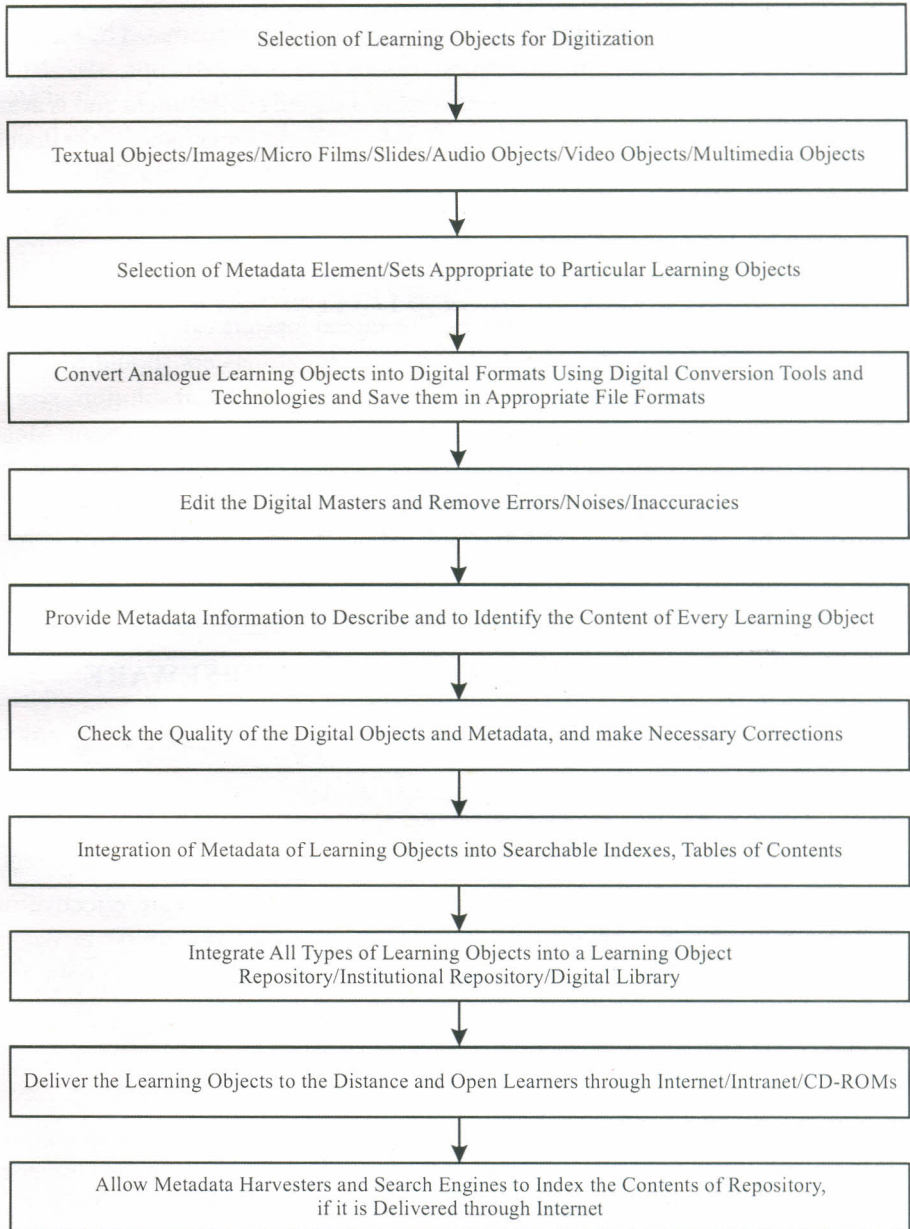 Selection of Learning Objects for Digitization
Textual Objects/Images/Micro Films/Slides/Audio Objects/Video Objects/Multimedia Objects
Selection of Metadata Element/Sets Appropriate to Particular Learning Objects
Convert Analogue Learning Objects into Digital Formats Using Digital Conversion Tools and
Technologies and Save them in Appropriate File Formats
Edit the Digital Masters and Remove Errors/Noises/Inaccuracies
Provide Metadata Information to Describe and to Identify the Content of Every Learning Object
Check the Quality of the Digital Objects and Metadata, and make Necessary Corrections
Integration of Metadata of Learning Objects into Searchable Indexes, Tables of Contents
Integrate All Types of Learning Objects into a Learning Object
Repository/Institutional Repository/Digital Library
Deliver the Learning Objects to the Distance and Open Learners through Internet/Intranet/CD-ROMs
Allow Metadata Harvesters and Search Engines to Index the Contents of Repository,
if it is Delivered through Internet